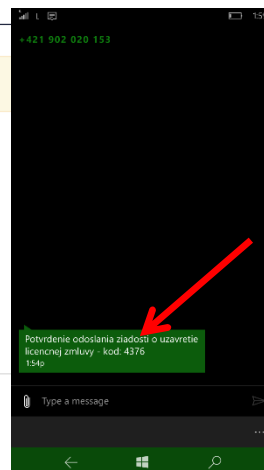 +421 902 020 153
Potvrdenie odoslania ziadosti o uzavretie
licencnej zmluvy - kod: 4376
1:54p
Type a message